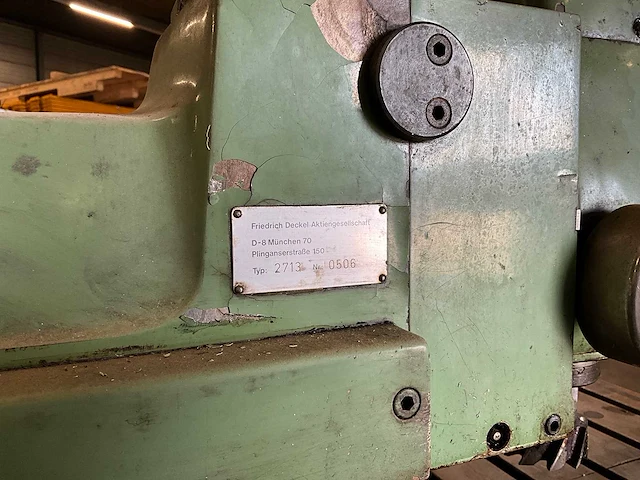 Friedrich Deckel Aktiengesellschaft
D-8 München 70
Plinganserstraße 150
Typ. 2713 Nr. 0506